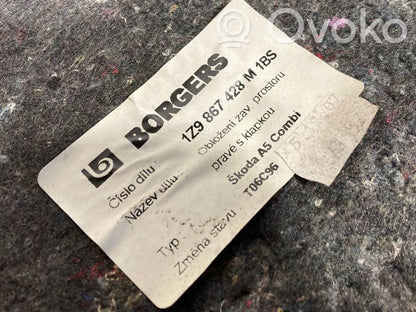 Ovoko
BORGERS
Číslo dílu: 1Z9 867 428 M 1BS
Název dílu: Obložení zav. prostoru
pravé s klapkou
Typ Škoda A5 Combi
Změna stavu T06C96